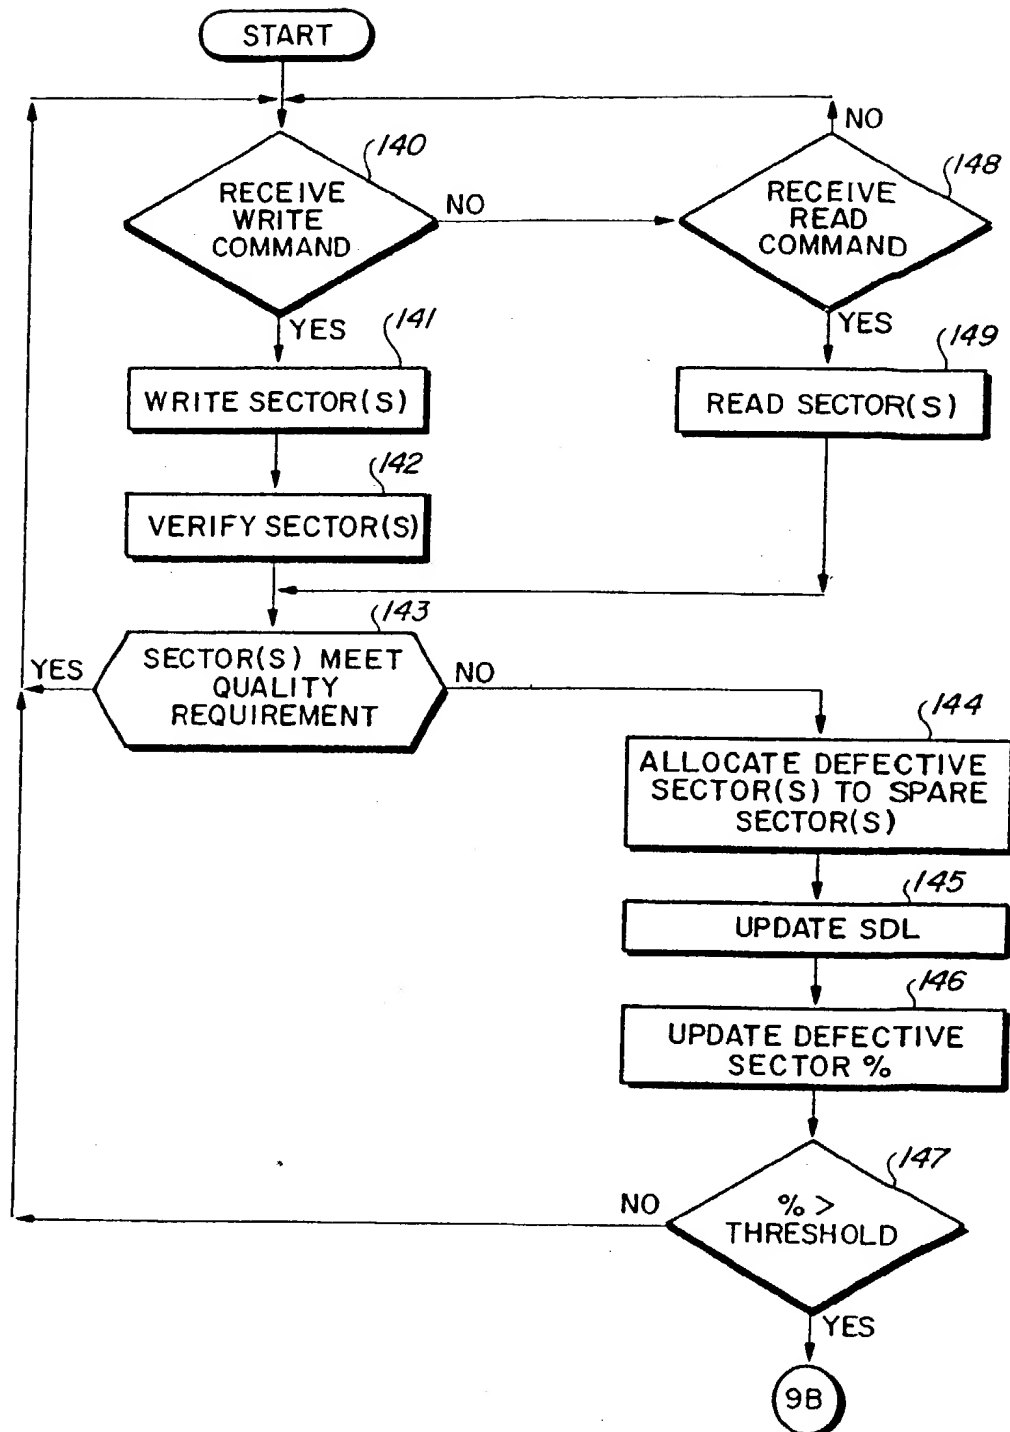 START
NO
140
148
RECEIVE
WRITE
COMMAND
NO
RECEIVE
READ
COMMAND
YES
141
YES
149
WRITE SECTOR(S)
READ SECTOR(S)
142
VERIFY SECTOR(S)
143
YES
SECTOR(S) MEET
QUALITY
REQUIREMENT
NO
144
ALLOCATE DEFECTIVE
SECTOR(S) TO SPARE
SECTOR(S)
145
UPDATE SDL
146
UPDATE DEFECTIVE
SECTOR %
147
NO
% >
THRESHOLD
YES
9B